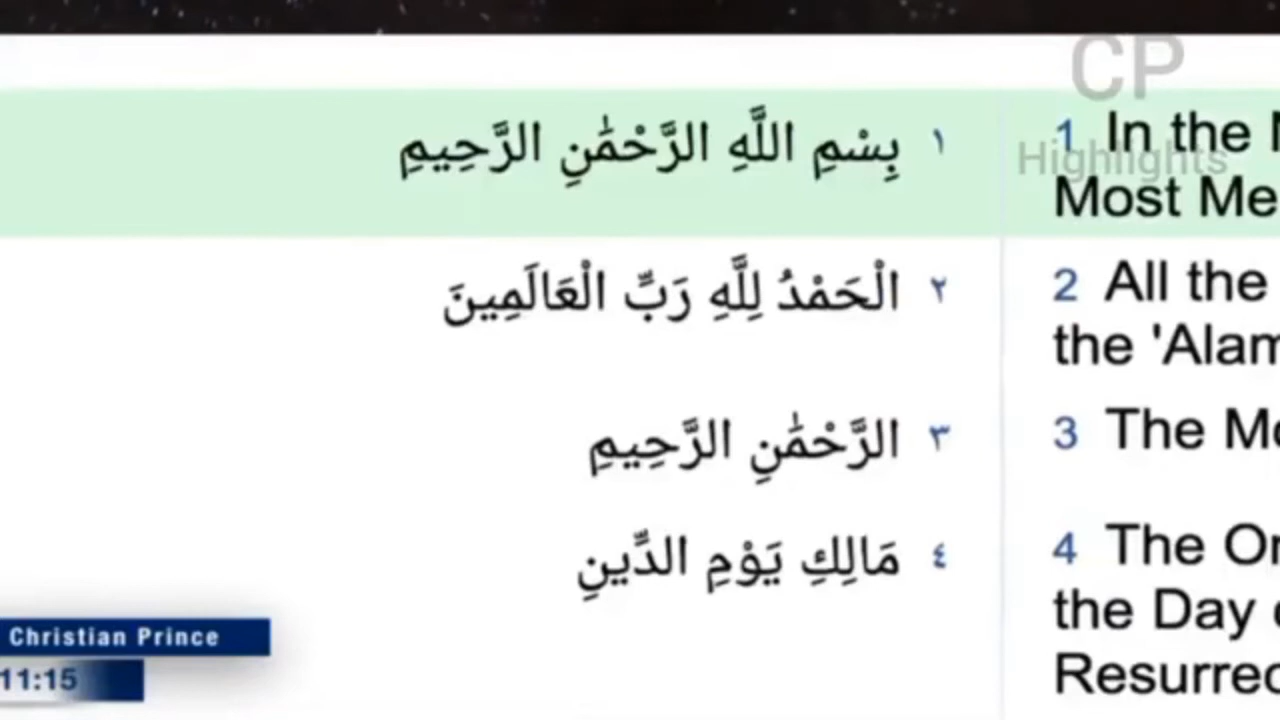 CP
Highlights
١ بِسْمِ اللَّهِ الرَّحْمَٰنِ الرَّحِيمِ
1 In the
Most Me
٢ الْحَمْدُ لِلَّهِ رَبِّ الْعَالَمِينَ
2 All the
the 'Alam
٣ الرَّحْمَٰنِ الرَّحِيمِ
3 The Mo
٤ مَالِكِ يَوْمِ الدِّينِ
4 The On
the Day
Resurrec
Christian Prince
11:15